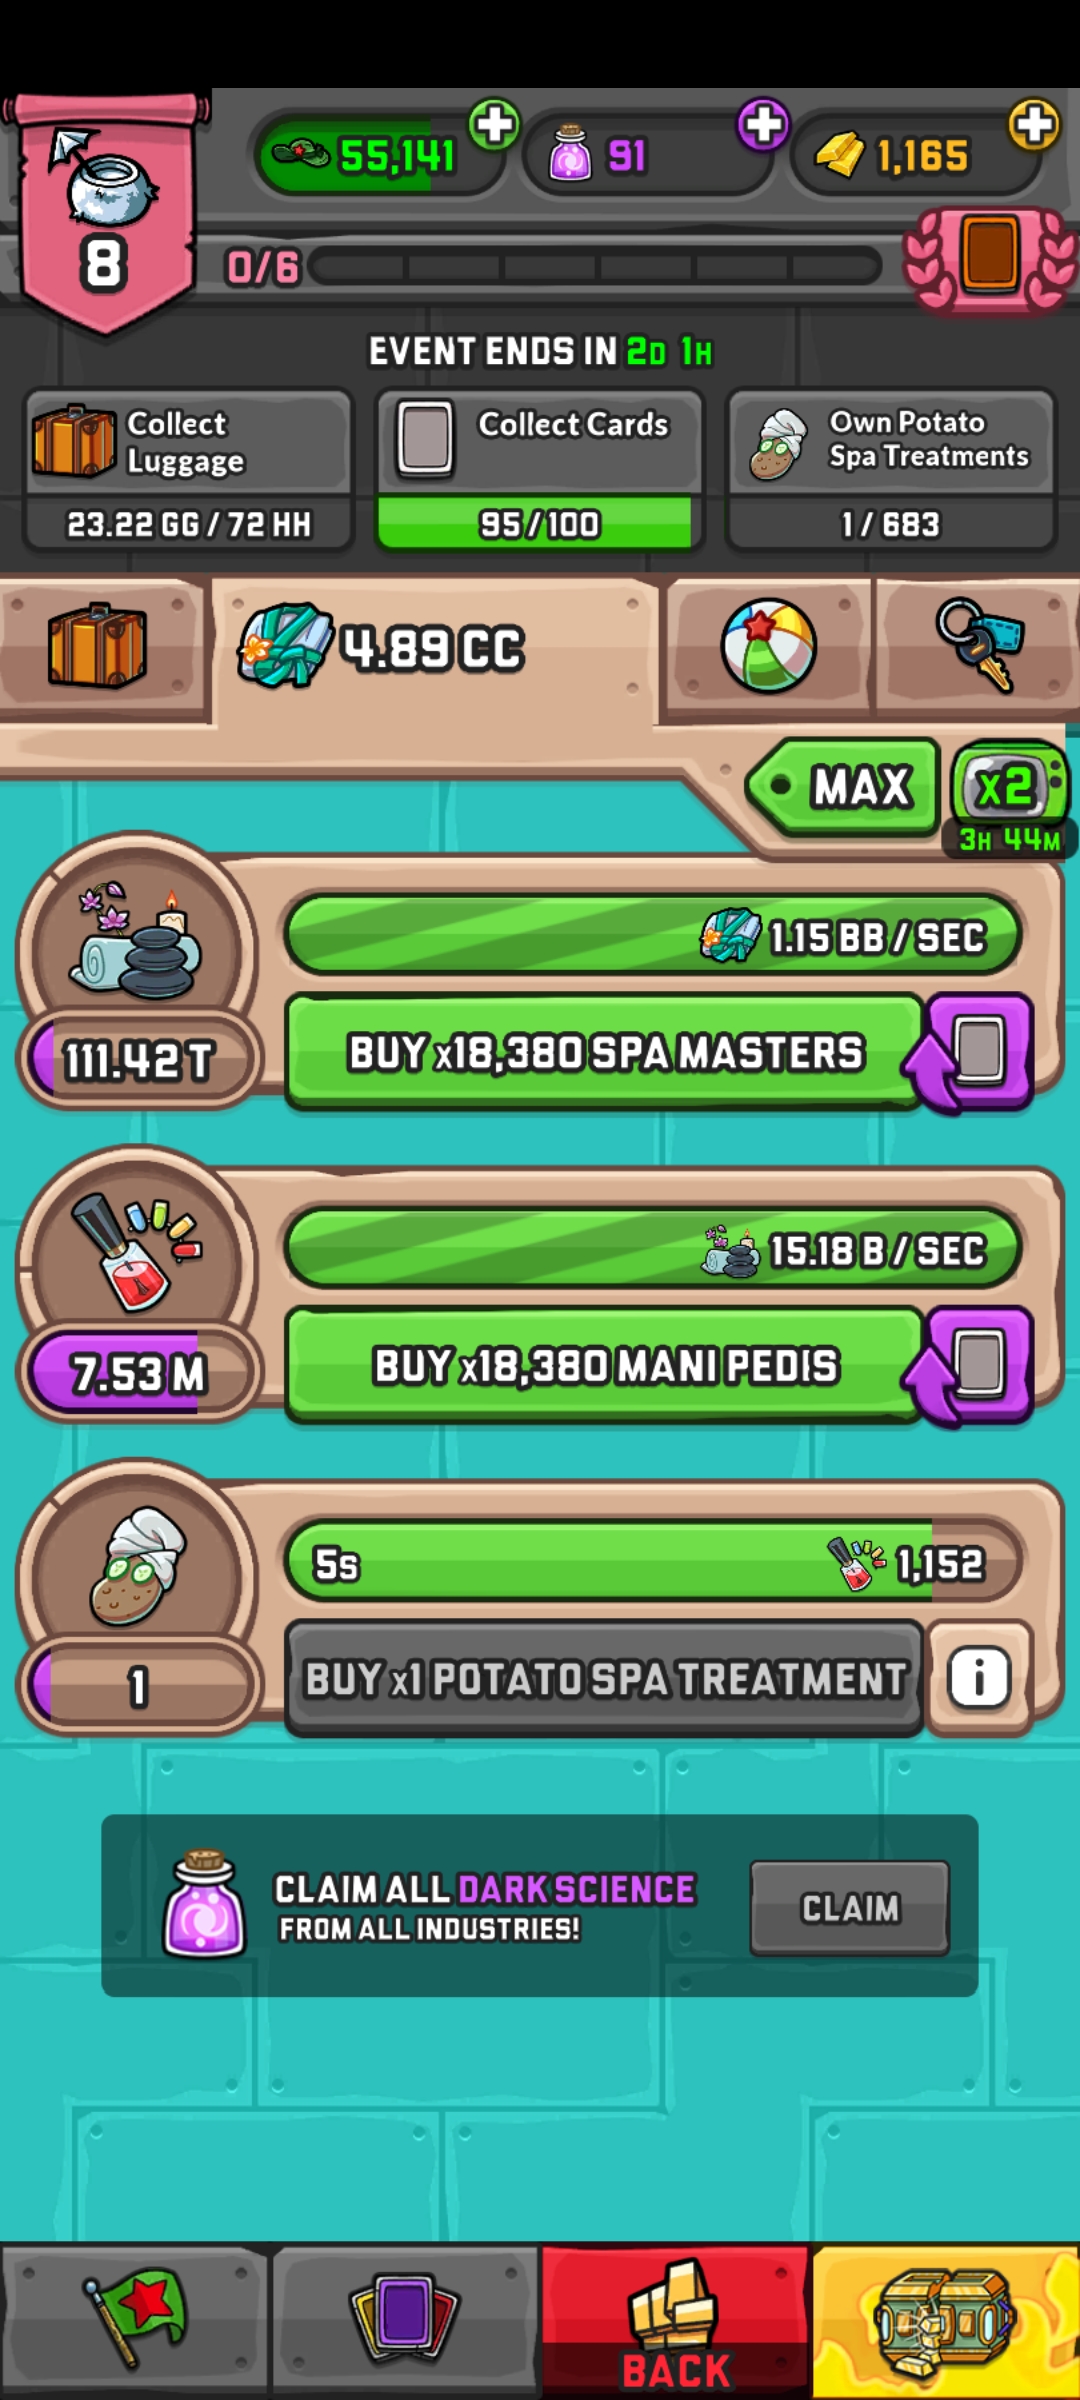 55,141
91
1,165
8
0/6
EVENT ENDS IN 2D 1H
Collect
Luggage
23.22 GG / 72 HH
Collect Cards
95 / 100
Own Potato
Spa Treatments
1 / 683
4.89 CC
MAX
x2
3H 44M
1.15 BB / SEC
111.42 T
BUY x18,380 SPA MASTERS
15.18 B / SEC
7.53 M
BUY x18,380 MANI PEDIS
5s
1,152
1
BUY x1 POTATO SPA TREATMENT
i
CLAIM ALL DARK SCIENCE
FROM ALL INDUSTRIES!
CLAIM
BACK